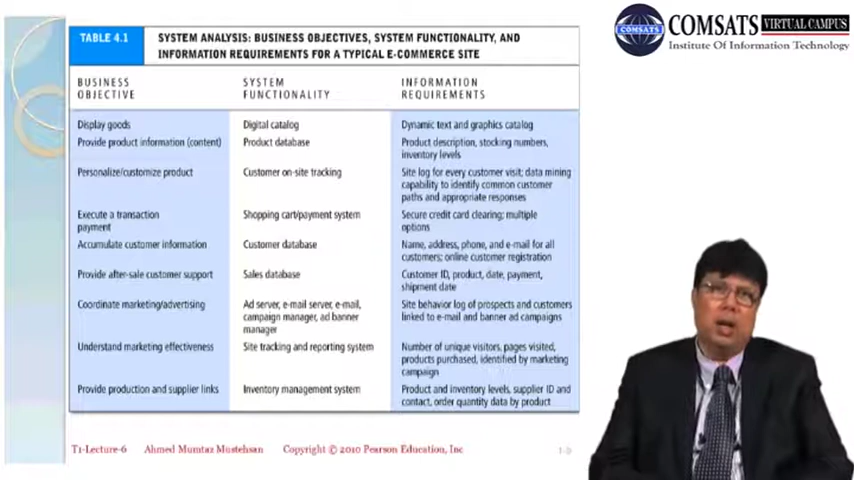 COMSATS VIRTUAL CAMPUS
Institute Of Information Technology
COMSATS
TABLE 4.1
SYSTEM ANALYSIS: BUSINESS OBJECTIVES, SYSTEM FUNCTIONALITY, AND
INFORMATION REQUIREMENTS FOR A TYPICAL E-COMMERCE SITE
BUSINESS
OBJECTIVE
SYSTEM
FUNCTIONALITY
INFORMATION
REQUIREMENTS
Display goods
Digital catalog
Dynamic text and graphics catalog
Provide product information (content)
Product database
Product description, stocking numbers,
inventory levels
Personalize/customize product
Customer on-site tracking
Site log for every customer visit; data mining
capability to identify common customer
paths and appropriate responses
Execute a transaction
payment
Shopping cart/payment system
Secure credit card clearing; multiple
options
Accumulate customer information
Customer database
Name, address, phone, and e-mail for all
customers; online customer registration
Provide after-sale customer support
Sales database
Customer ID, product, date, payment,
shipment date
Coordinate marketing/advertising
Ad server, e-mail server, e-mail,
campaign manager, ad banner
manager
Site behavior log of prospects and customers
linked to e-mail and banner ad campaigns
Understand marketing effectiveness
Site tracking and reporting system
Number of unique visitors, pages visited,
products purchased, identified by marketing
campaign
Provide production and supplier links
Inventory management system
Product and inventory levels, supplier ID and
contact, order quantity data by product
T1-Lecture-6 Ahmed Mumtaz Mustehsan Copyright © 2010 Pearson Education, Inc